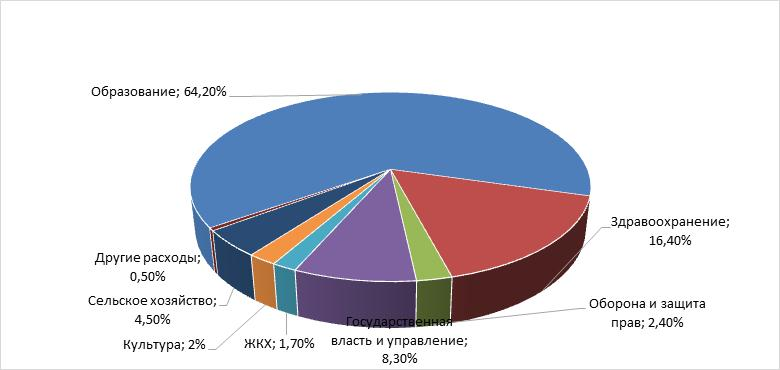 Образование; 64,20%
Здравоохранение;
16,40%
Другие расходы;
0,50%
Сельское хозяйство;
4,50%
Оборона и защита
прав; 2,40%
Культура; 2%
ЖКХ; 1,70%
Государственная
власть и управление;
8,30%